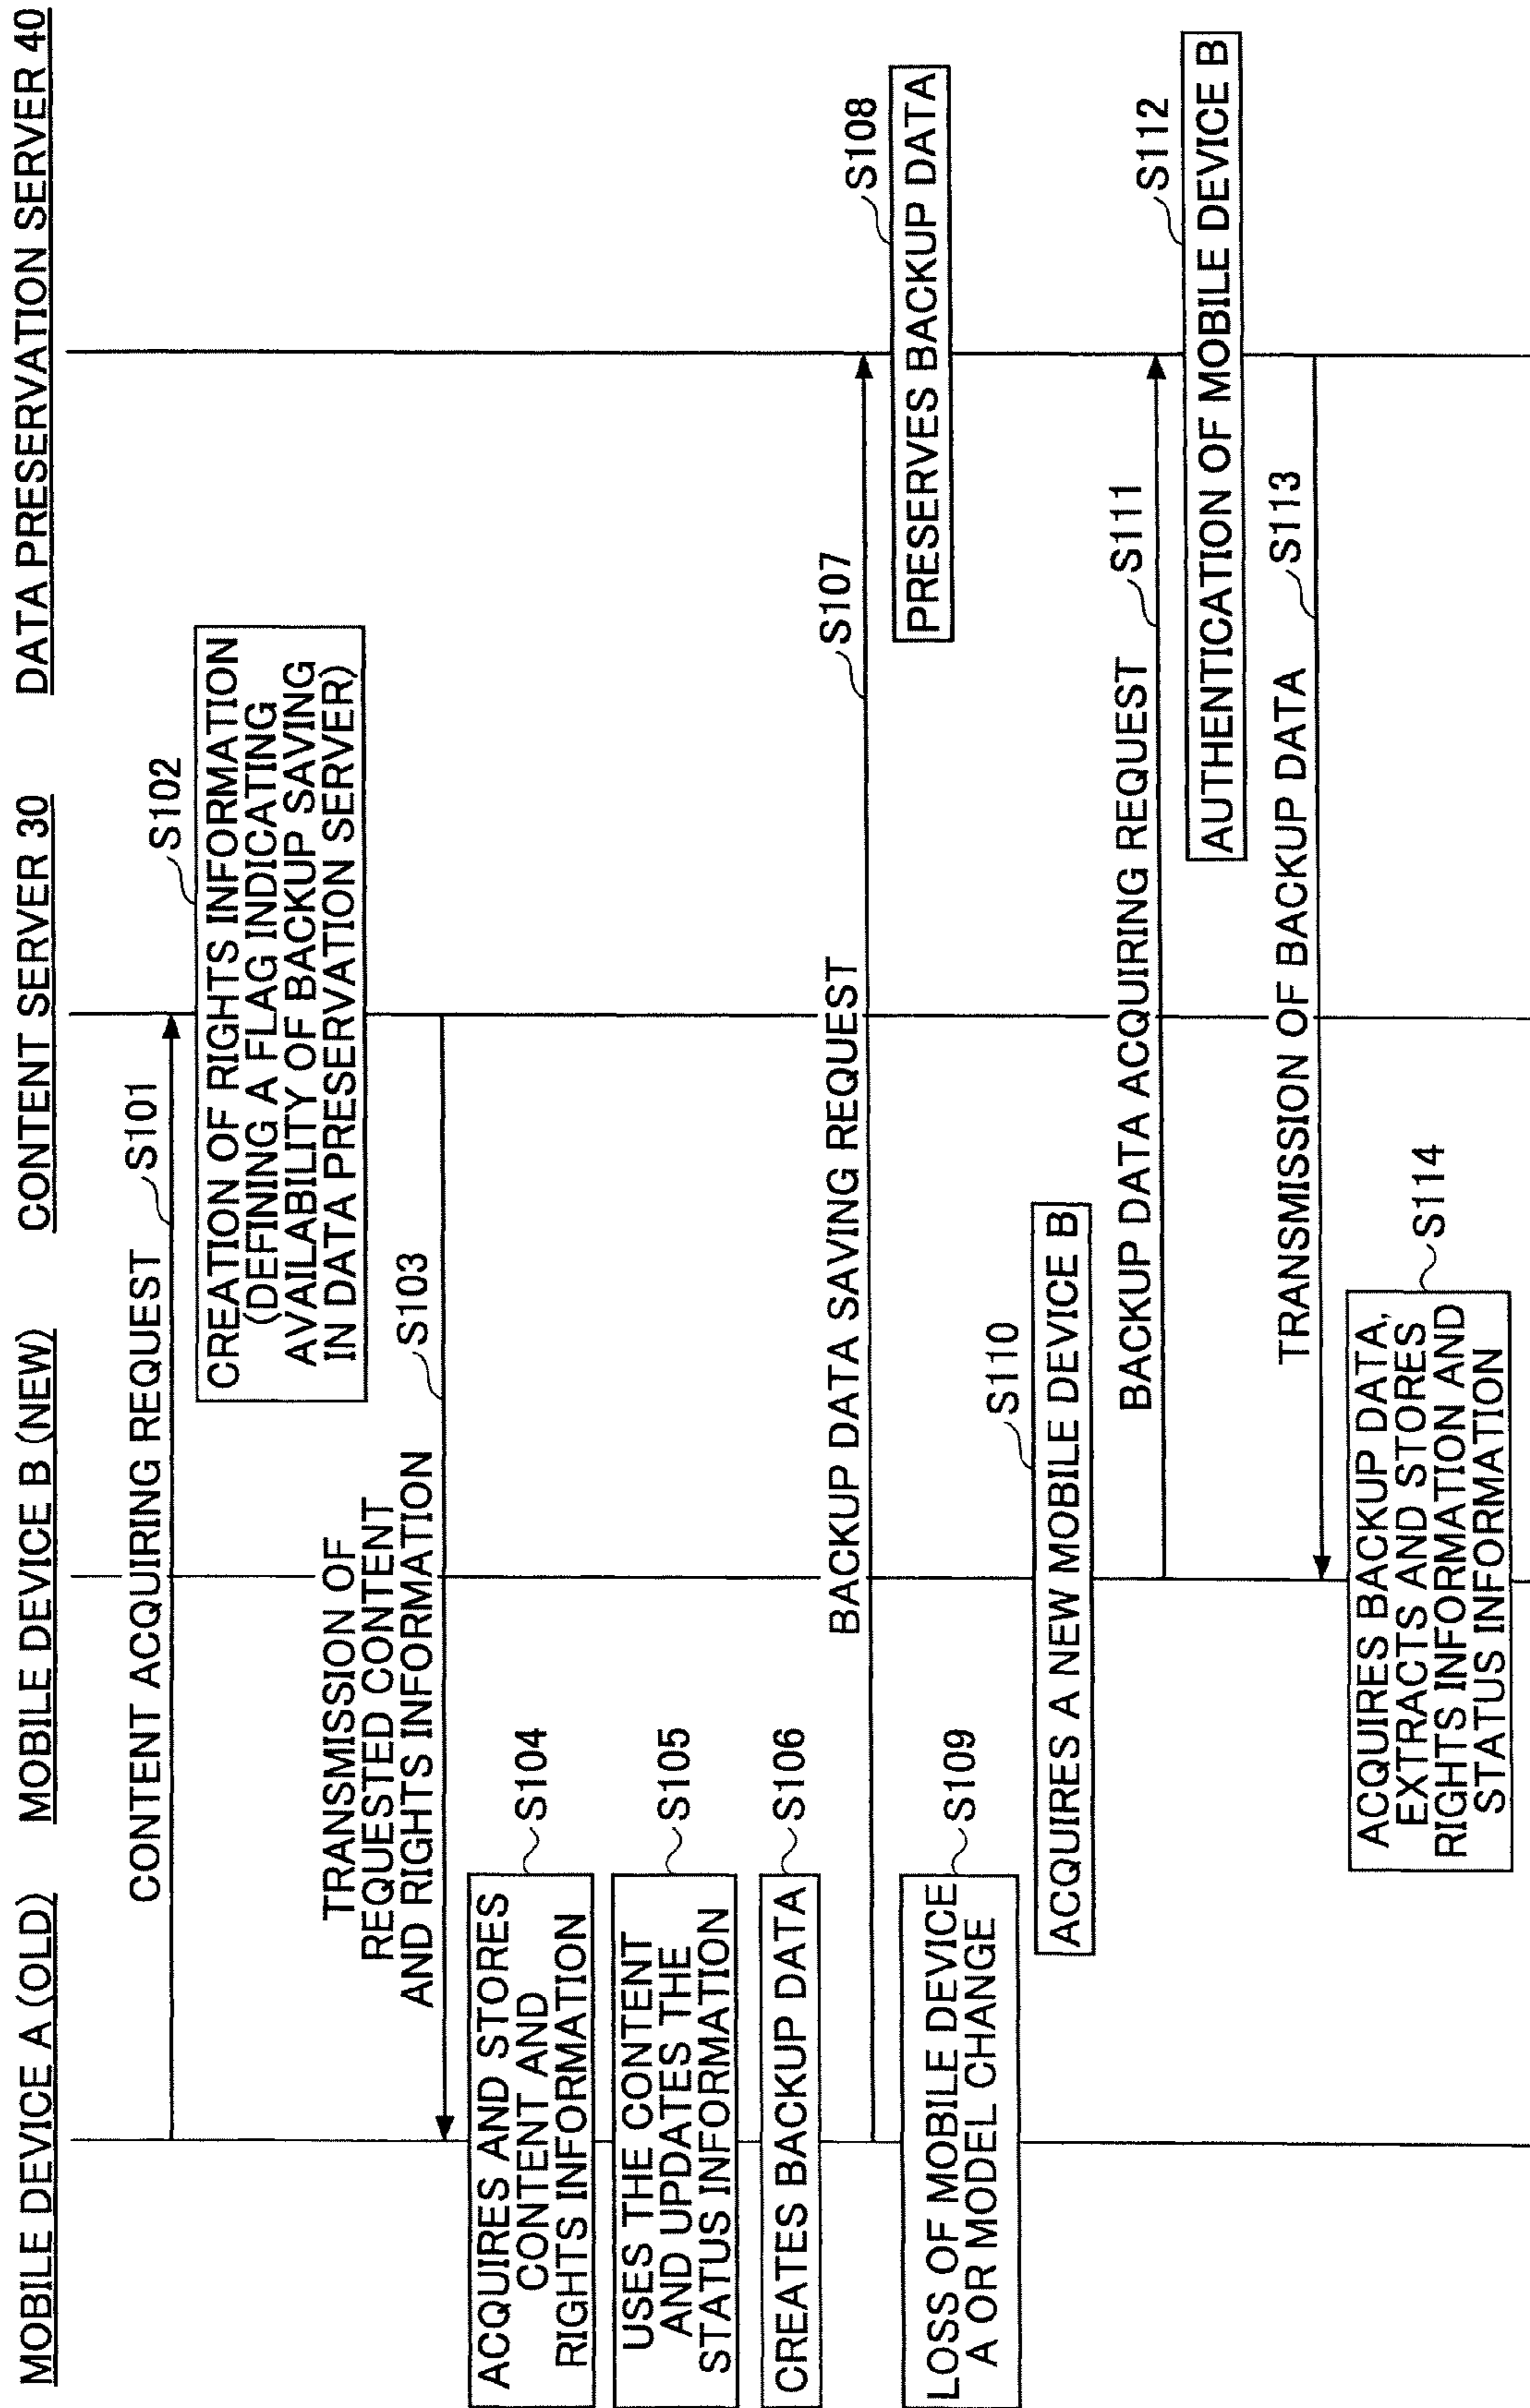 MOBILE DEVICE A (OLD)
MOBILE DEVICE B (NEW)
CONTENT SERVER 30
DATA PRESERVATION SERVER 40
CONTENT ACQUIRING REQUEST
S101
S102
CREATION OF RIGHTS INFORMATION
(DEFINING A FLAG INDICATING
AVAILABILITY OF BACKUP SAVING
IN DATA PRESERVATION SERVER)
TRANSMISSION OF
REQUESTED CONTENT
AND RIGHTS INFORMATION
S103
ACQUIRES AND STORES
CONTENT AND
RIGHTS INFORMATION
S104
USES THE CONTENT
AND UPDATES THE
STATUS INFORMATION
S105
CREATES BACKUP DATA
S106
BACKUP DATA SAVING REQUEST
S107
S108
PRESERVES BACKUP DATA
LOSS OF MOBILE DEVICE
A OR MODEL CHANGE
S109
S110
ACQUIRES A NEW MOBILE DEVICE B
BACKUP DATA ACQUIRING REQUEST
S111
S112
AUTHENTICATION OF MOBILE DEVICE B
TRANSMISSION OF BACKUP DATA
S113
ACQUIRES BACKUP DATA,
EXTRACTS AND STORES
RIGHTS INFORMATION AND
STATUS INFORMATION
S114